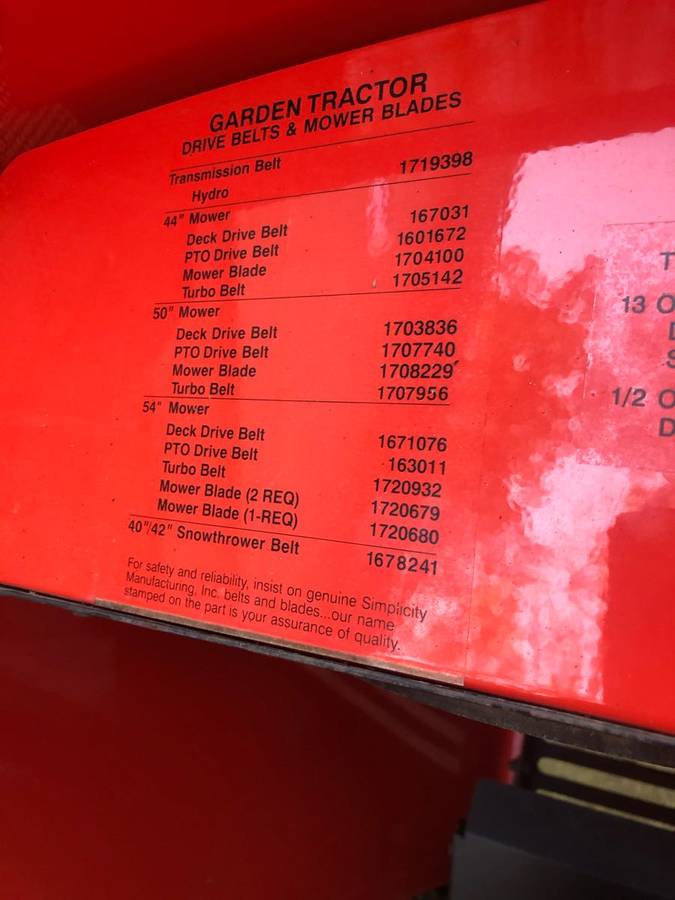 GARDEN TRACTOR
DRIVE BELTS & MOWER BLADES
Transmission Belt
Hydro 1719398
44" Mower
Deck Drive Belt 167031
PTO Drive Belt 1601672
Mower Blade 1704100
Turbo Belt 1705142
50" Mower
Deck Drive Belt 1703836
PTO Drive Belt 1707740
Mower Blade 1708229
Turbo Belt 1707956
54" Mower
Deck Drive Belt 1671076
PTO Drive Belt 163011
Turbo Belt 1720932
Mower Blade (2 REQ) 1720679
Mower Blade (1-REQ) 1720680
40"/42" Snowthrower Belt 1678241
For safety and reliability, insist on genuine Simplicity
Manufacturing, Inc. belts and blades...our name
stamped on the part is your assurance of quality.
T
13 O
D
S
1/2 O
D